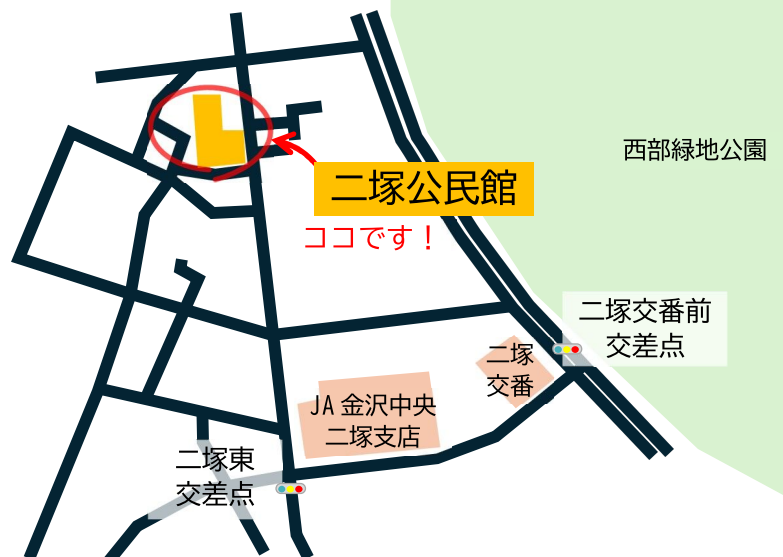 西部緑地公園
二塚公民館
ココです！
二塚交番前
交差点
二塚
交番
JA 金沢中央
二塚支店
二塚東
交差点